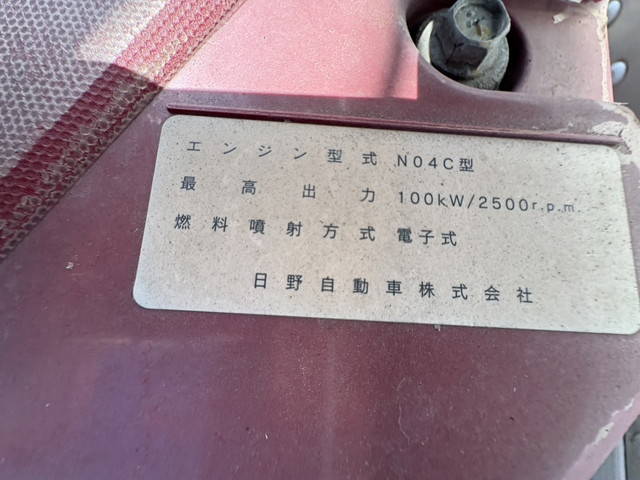 エンジン型式 N04C型
最高出力 100kW/2500r.p.m.
燃料噴射方式 電子式
日野自動車株式会社